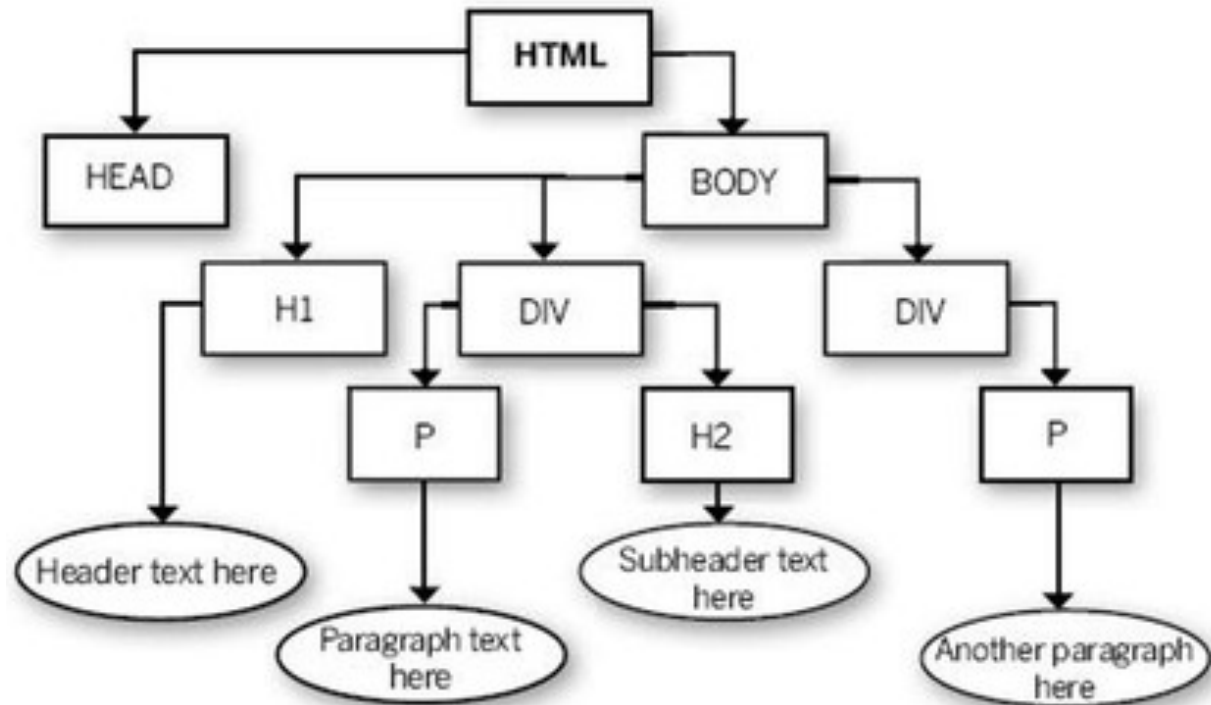 HTML
HEAD
BODY
H1
DIV
DIV
P
H2
P
Header text here
Subheader text
here
Paragraph text
here
Another paragraph
here